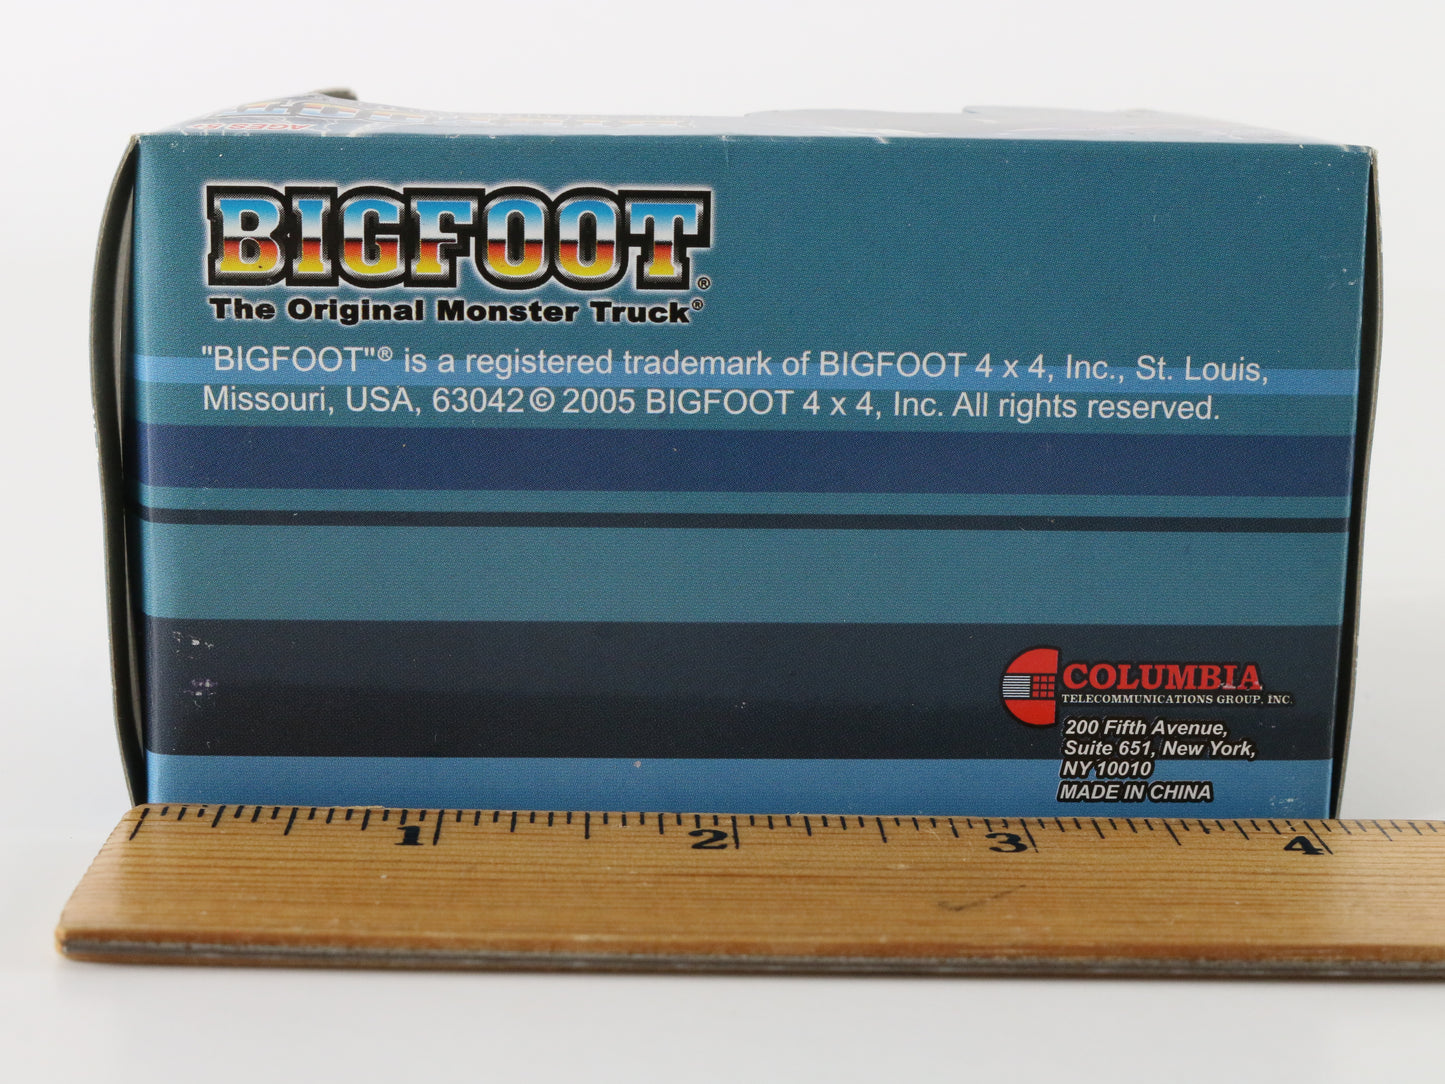 AGES
BIGFOOT®
The Original Monster Truck®
"BIGFOOT"® is a registered trademark of BIGFOOT 4 x 4, Inc., St. Louis,
Missouri, USA, 63042 © 2005 BIGFOOT 4 x 4, Inc. All rights reserved.
COLUMBIA
TELECOMMUNICATIONS GROUP, INC.
200 Fifth Avenue,
Suite 651, New York,
NY 10010
MADE IN CHINA
1 2 3 4